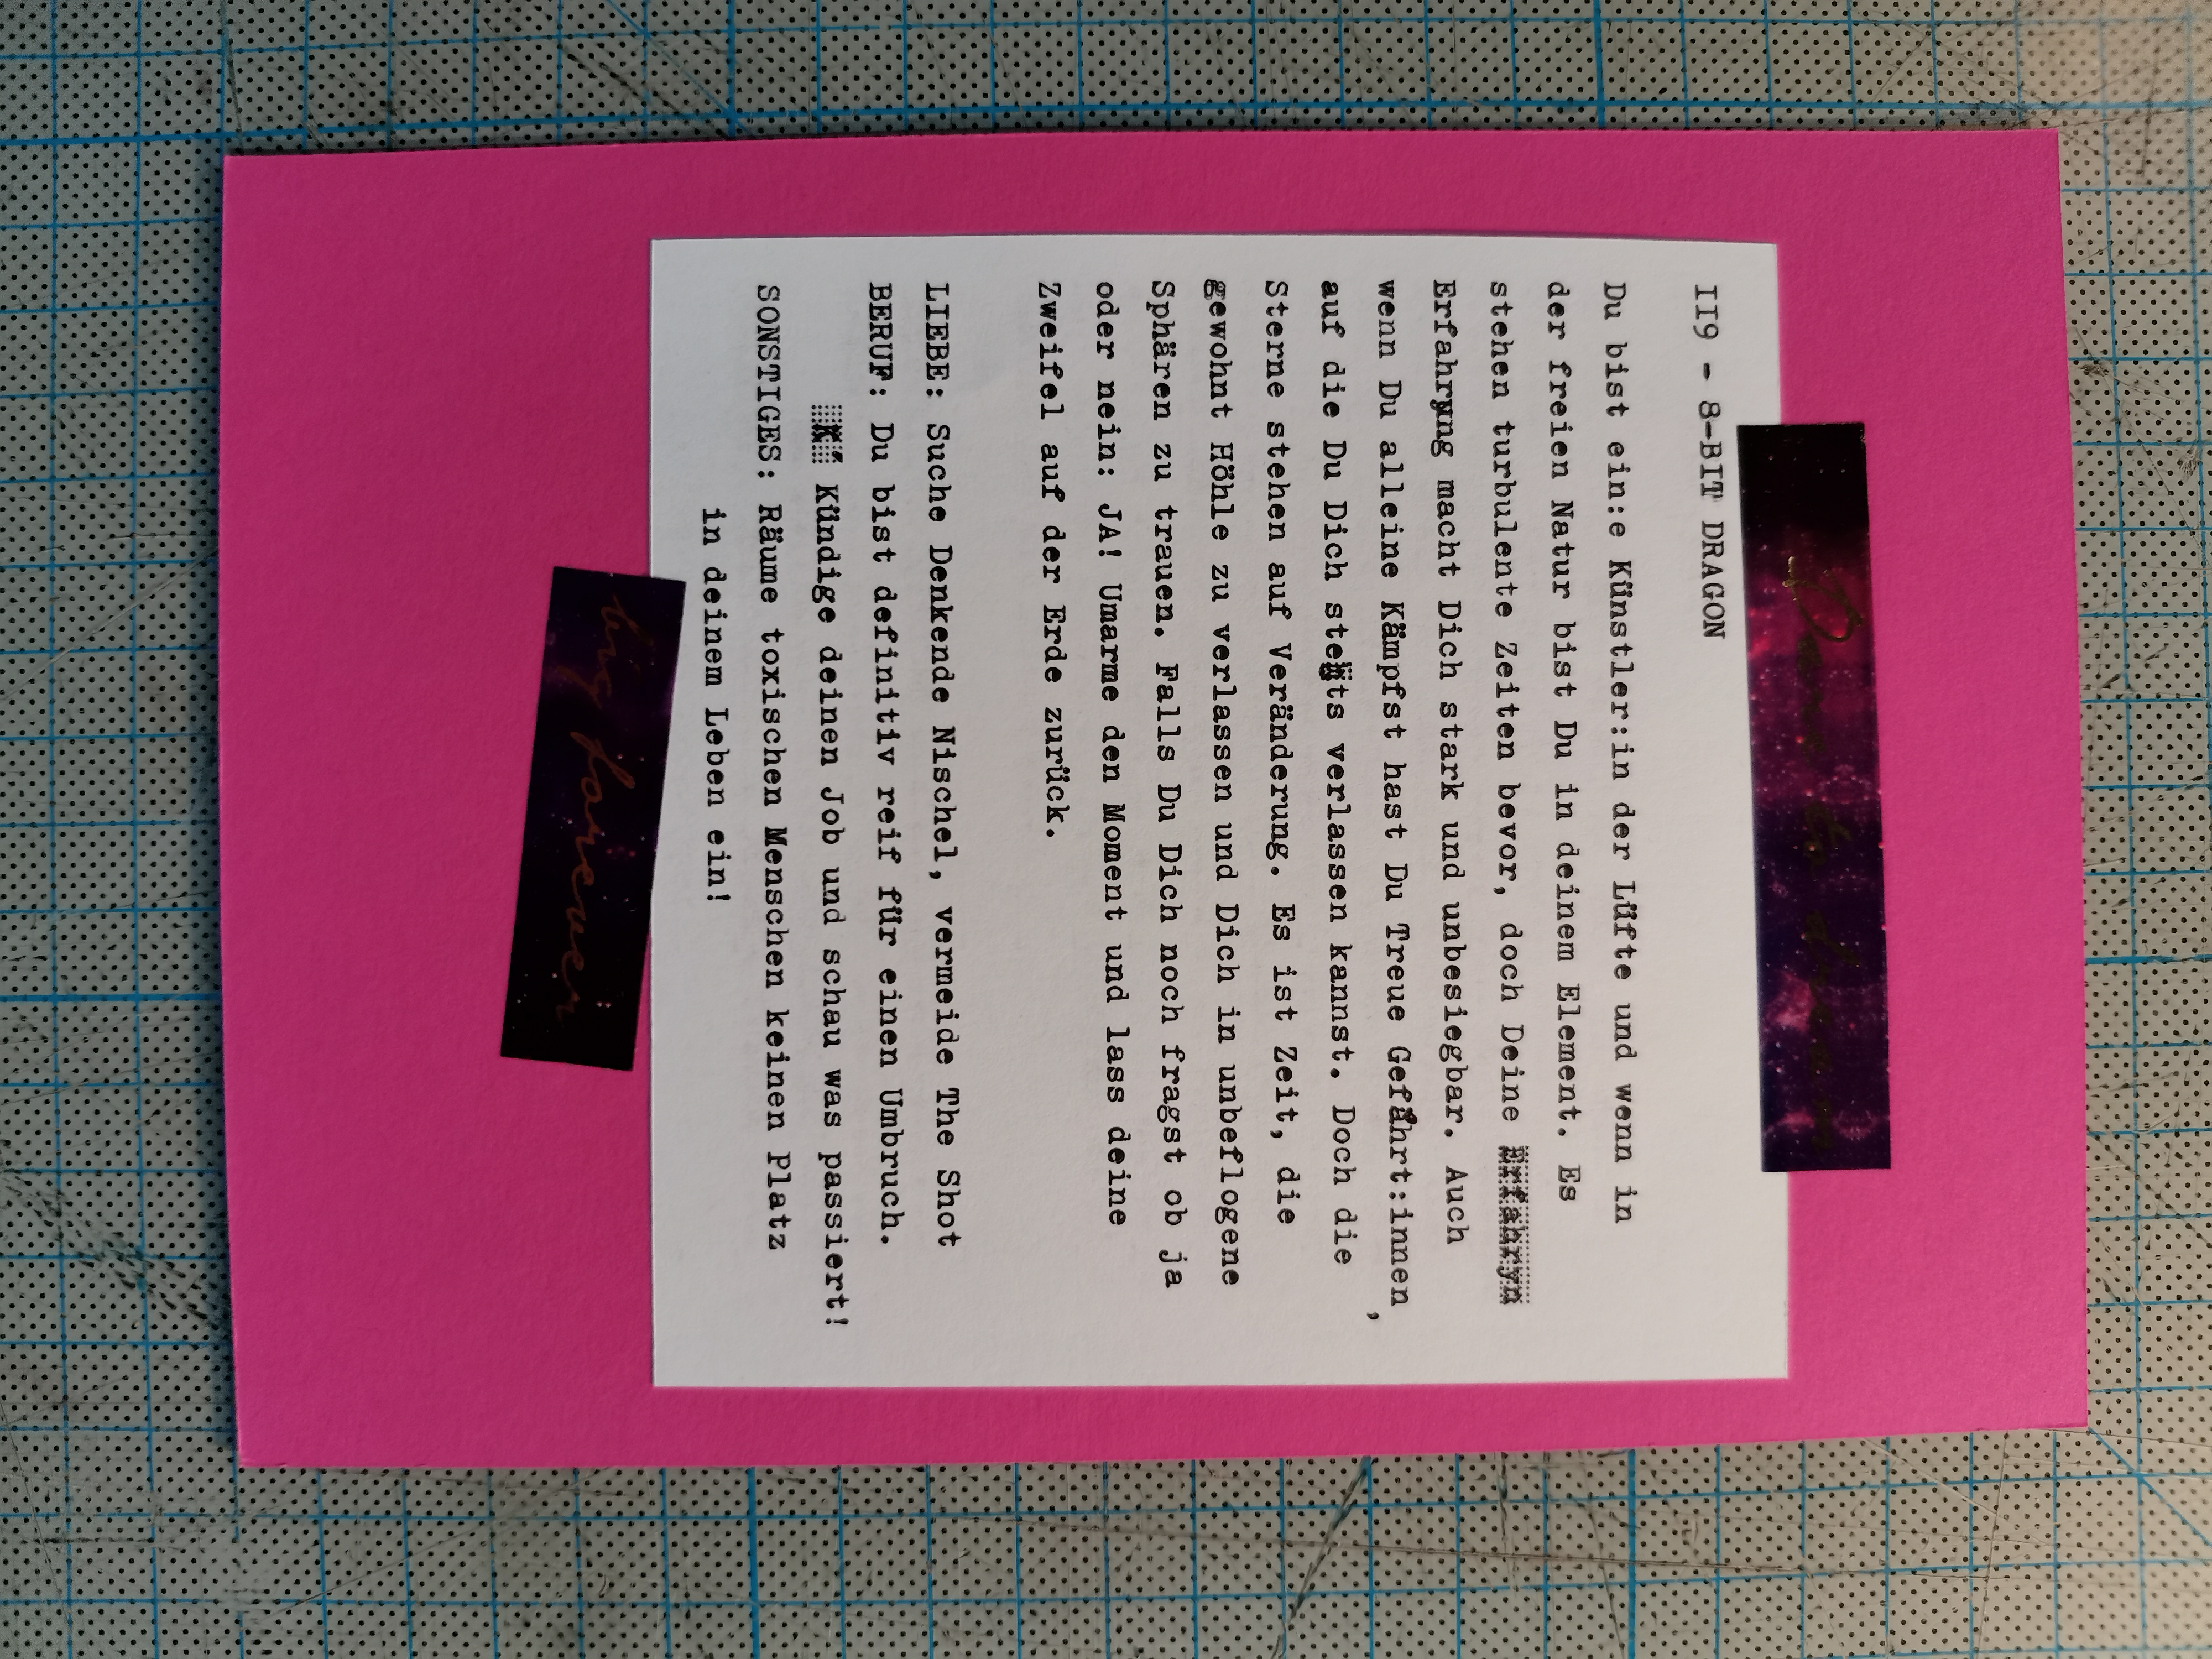 Dare to dream
II9 - 8-BIT DRAGON
Du bist ein:e Künstler:in der Lüfte und wenn in
der freien Natur bist Du in deinem Element. Es
stehen turbulente Zeiten bevor, doch Deine Erfahryn
Erfahrung macht Dich stark und unbesiegbar. Auch
wenn Du alleine Kämpfst hast Du Treue Gefährt:innen,
auf die Du Dich stehts verlassen kannst. Doch die
Sterne stehen auf Veränderung. Es ist Zeit, die
gewohnt Höhle zu verlassen und Dich in unbeflogene
Sphären zu trauen. Falls Du Dich noch fragst ob ja
oder nein: JA! Umarme den Moment und lass deine
Zweifel auf der Erde zurück.
LIEBE: Suche Denkende Nischel, vermeide The Shot
BERUF: Du bist definitiv reif für einen Umbruch.
Kündige deinen Job und schau was passiert!
SONSTIGES: Räume toxischen Menschen keinen Platz
in deinem Leben ein!
big forever